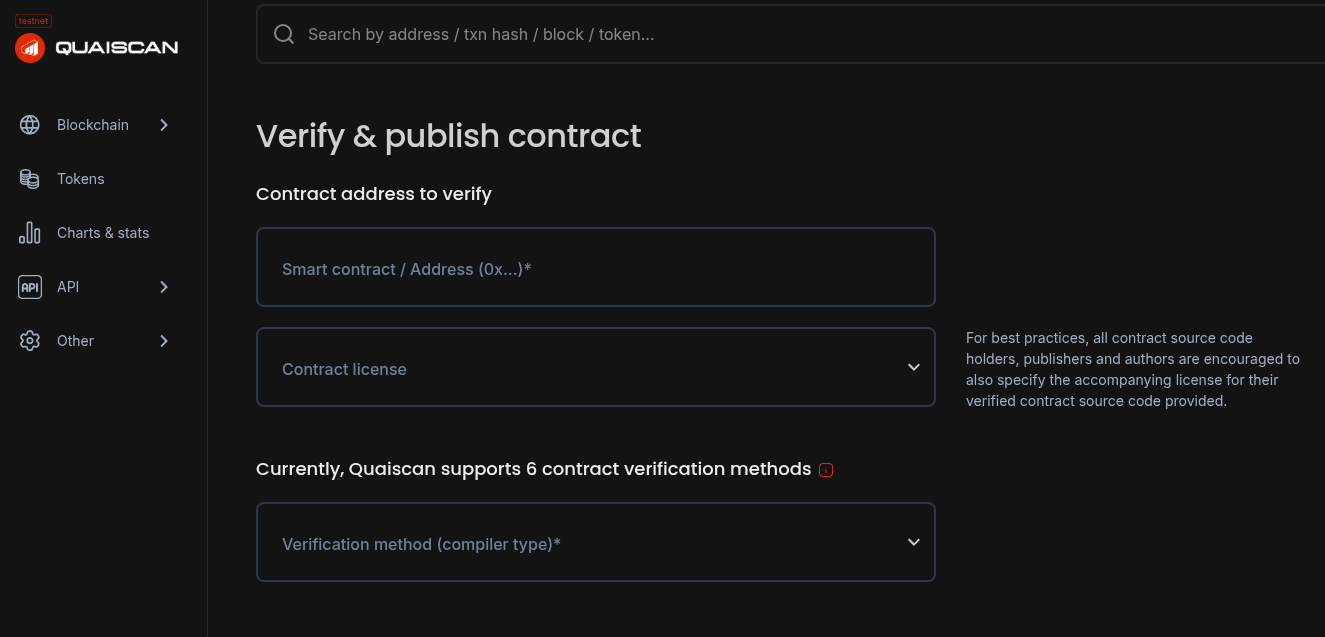 testnet
QUAISCAN
Search by address / txn hash / block / token...
Blockchain
Tokens
Charts & stats
API
API
Other
Verify & publish contract
Contract address to verify
Smart contract / Address (0x...)*
Contract license
For best practices, all contract source code
holders, publishers and authors are encouraged to
also specify the accompanying license for their
verified contract source code provided.
Currently, Quaiscan supports 6 contract verification methods
Verification method (compiler type)*